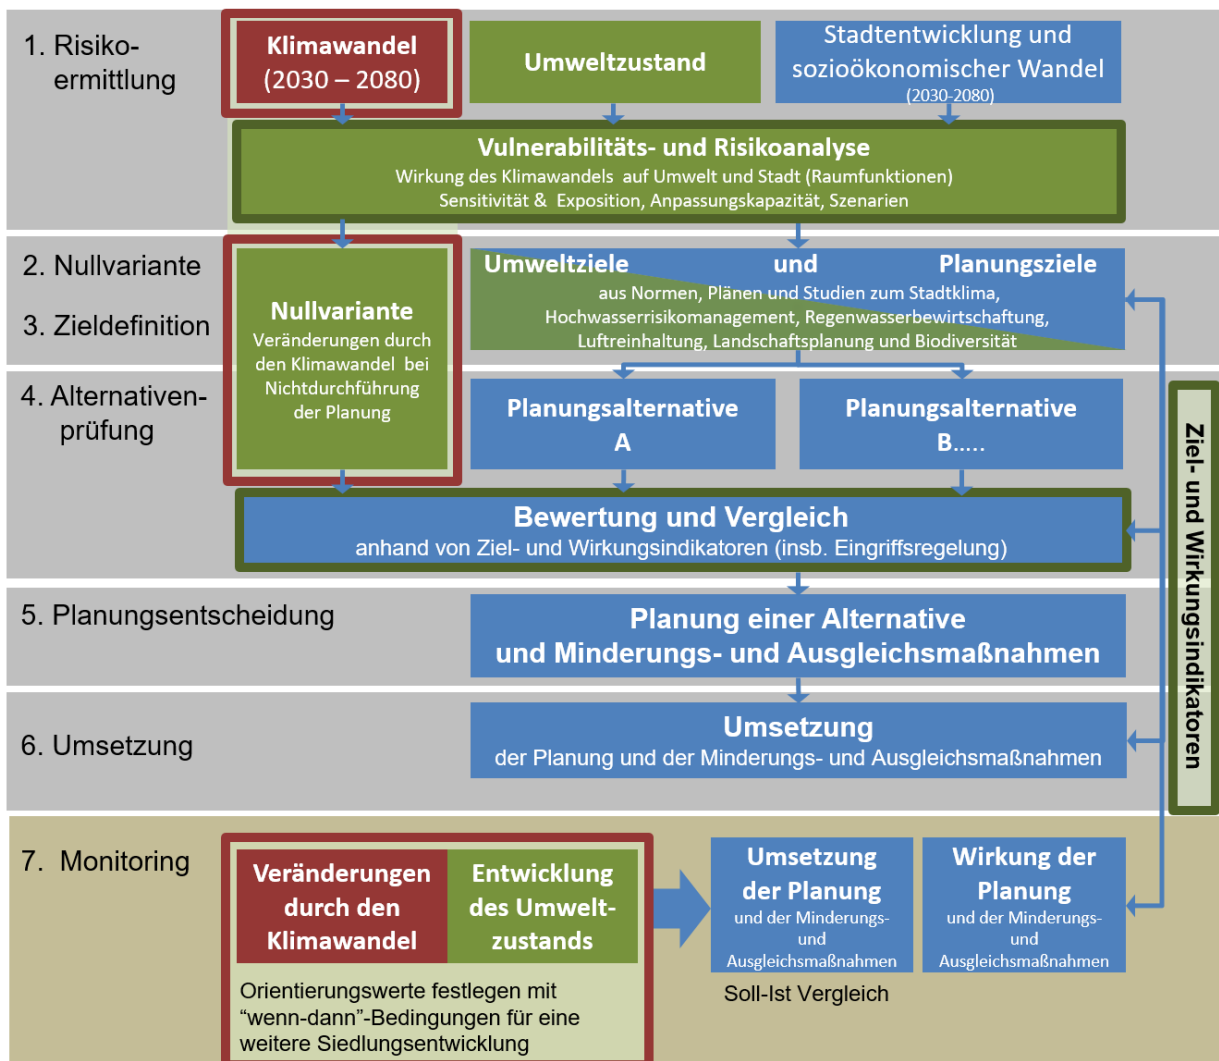 1. Risiko-
ermittlung
Klimawandel
(2030 – 2080)
Umweltzustand
Stadtentwicklung und
sozioökonomischer Wandel
(2030-2080)
Vulnerabilitäts- und Risikoanalyse
Wirkung des Klimawandels auf Umwelt und Stadt (Raumfunktionen)
Sensitivität & Exposition, Anpassungskapazität, Szenarien
2. Nullvariante
3. Zieldefinition
Nullvariante
Veränderungen durch
den Klimawandel bei
Nichtdurchführung
der Planung
Umweltziele und Planungsziele
aus Normen, Plänen und Studien zum Stadtklima,
Hochwasserrisikomanagement, Regenwasserbewirtschaftung,
Luftreinhaltung, Landschaftsplanung und Biodiversität
4. Alternativen-
prüfung
Planungsalternative
A
Planungsalternative
B.....
Bewertung und Vergleich
anhand von Ziel- und Wirkungsindikatoren (insb. Eingriffsregelung)
Ziel- und Wirkungsindikatoren
5. Planungsentscheidung
Planung einer Alternative
und Minderungs- und Ausgleichsmaßnahmen
6. Umsetzung
Umsetzung
der Planung und der Minderungs- und Ausgleichsmaßnahmen
7. Monitoring
Veränderungen
durch den
Klimawandel
Entwicklung
des Umwelt-
zustands
Orientierungswerte festlegen mit
“wenn-dann”-Bedingungen für eine
weitere Siedlungsentwicklung
Umsetzung
der Planung
und der Minderungs-
und
Ausgleichsmaßnahmen
Wirkung der
Planung
und der Minderungs-
und
Ausgleichsmaßnahmen
Soll-Ist Vergleich